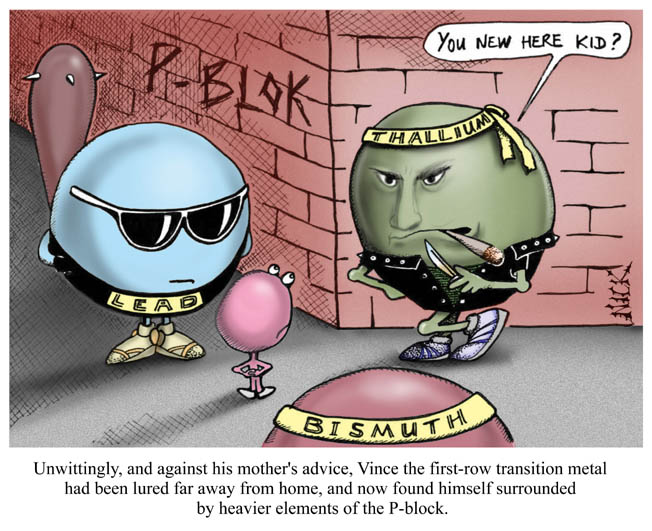 P-BLOK
YOU NEW HERE KID?
THALLIUM
LEAD
BISMUTH
NICK
Unwittingly, and against his mother's advice, Vince the first-row transition metal
had been lured far away from home, and now found himself surrounded
by heavier elements of the P-block.